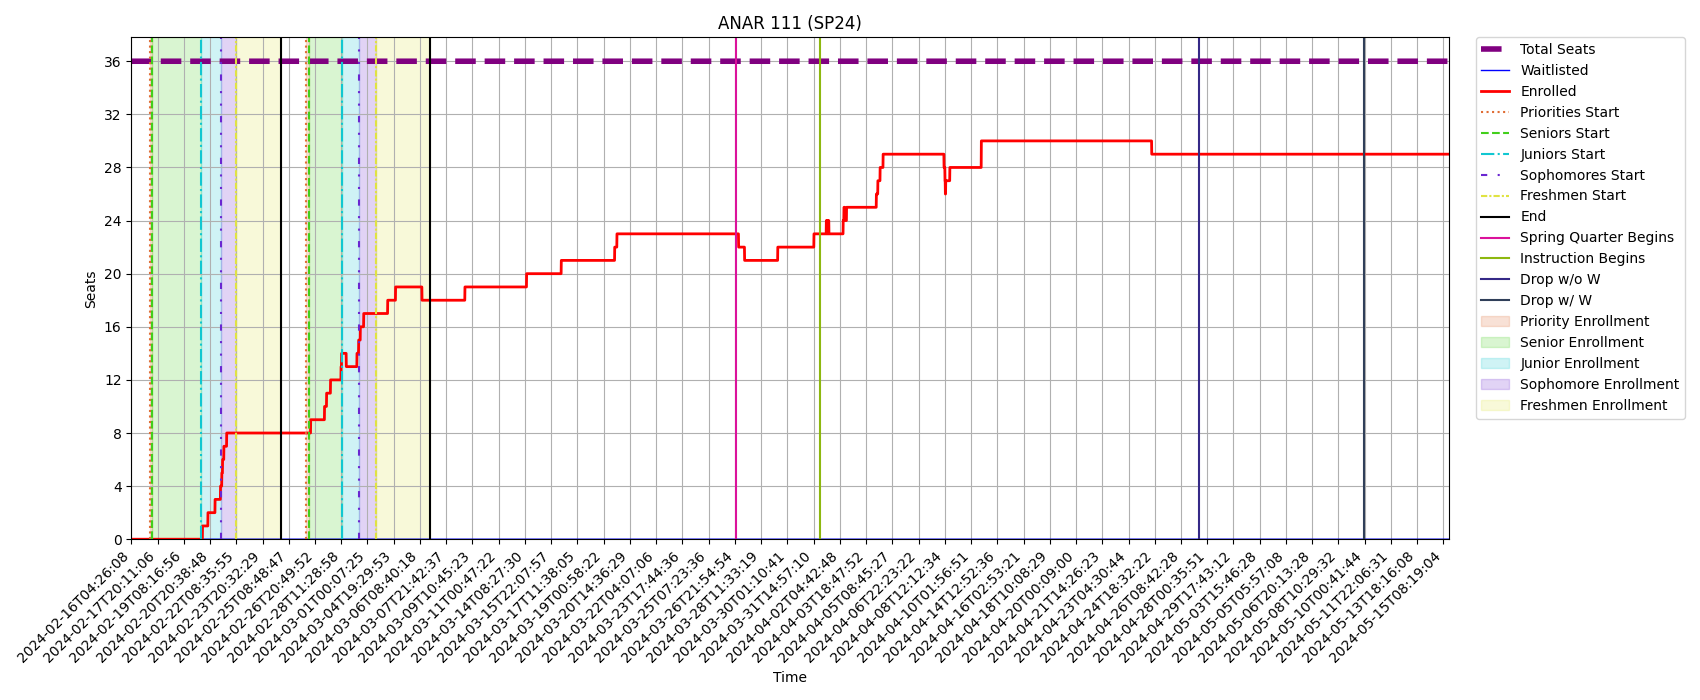 ANAR 111 (SP24)
Seats
36
32
28
24
20
16
12
8
4
0
2024-02-16T04:26:08
2024-02-17T20:11:06
2024-02-19T08:16:56
2024-02-20T20:38:48
2024-02-22T08:35:55
2024-02-23T20:32:29
2024-02-25T08:48:47
2024-02-26T20:49:52
2024-02-28T11:28:58
2024-03-01T00:07:25
2024-03-04T19:29:53
2024-03-06T08:40:18
2024-03-07T21:42:37
2024-03-09T10:45:23
2024-03-11T00:47:22
2024-03-14T08:27:30
2024-03-15T22:07:57
2024-03-17T11:38:05
2024-03-19T00:58:22
2024-03-20T14:36:29
2024-03-22T04:07:06
2024-03-23T17:44:36
2024-03-25T07:23:36
2024-03-26T21:54:54
2024-03-28T11:33:19
2024-03-30T01:10:41
2024-03-31T14:57:10
2024-04-02T04:42:48
2024-04-03T18:47:52
2024-04-05T08:45:27
2024-04-06T22:23:22
2024-04-08T12:12:34
2024-04-10T01:56:51
2024-04-14T12:52:36
2024-04-16T02:53:21
2024-04-18T10:08:29
2024-04-20T00:09:00
2024-04-21T14:26:23
2024-04-23T04:30:44
2024-04-24T18:32:22
2024-04-26T08:42:28
2024-04-28T00:35:51
2024-04-29T17:43:12
2024-05-03T15:46:28
2024-05-05T05:57:08
2024-05-06T20:13:28
2024-05-08T10:29:32
2024-05-10T00:41:44
2024-05-11T22:06:31
2024-05-13T18:16:08
2024-05-15T08:19:04
Time
Total Seats
Waitlisted
Enrolled
Priorities Start
Seniors Start
Juniors Start
Sophomores Start
Freshmen Start
End
Spring Quarter Begins
Instruction Begins
Drop w/o W
Drop w/ W
Priority Enrollment
Senior Enrollment
Junior Enrollment
Sophomore Enrollment
Freshmen Enrollment